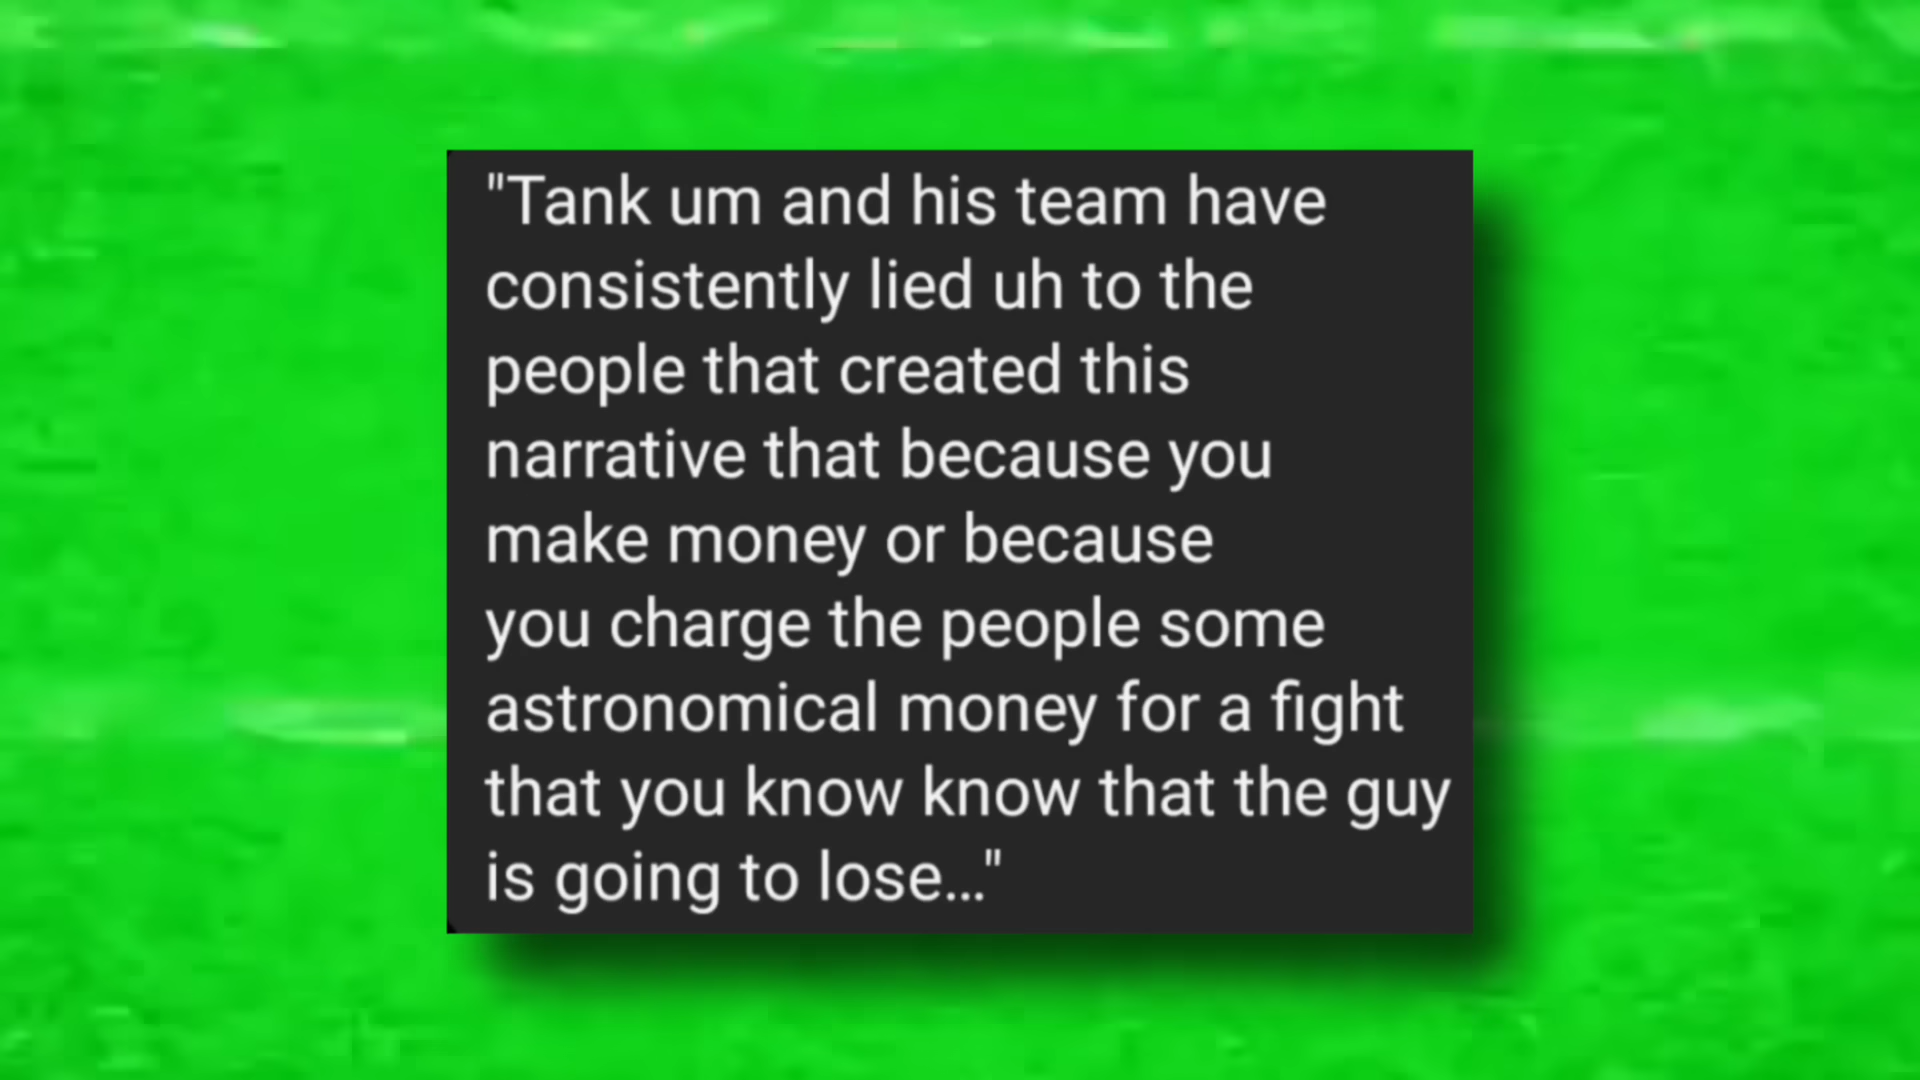 "Tank um and his team have
consistently lied uh to the
people that created this
narrative that because you
make money or because
you charge the people some
astronomical money for a fight
that you know know that the guy
is going to lose..."